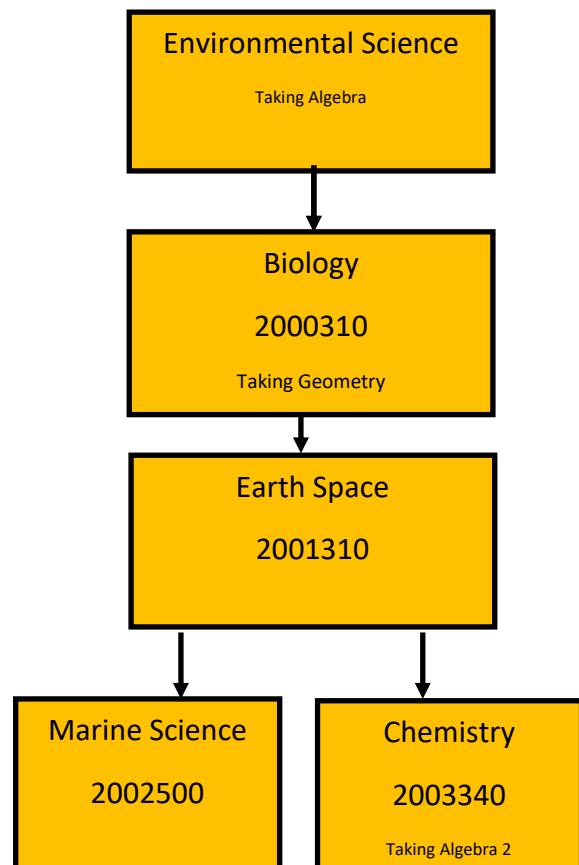 Environmental Science
Taking Algebra
Biology
2000310
Taking Geometry
Earth Space
2001310
Marine Science
2002500
Chemistry
2003340
Taking Algebra 2